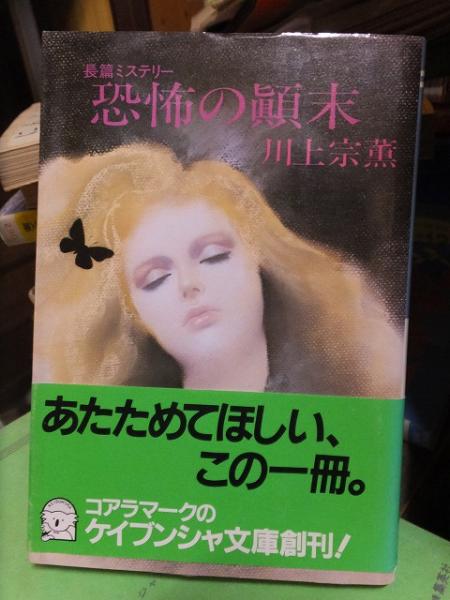 長篇ミステリー
恐怖の顚末
川上宗薫
あたためてほしい、
この一冊。
コアラマークの
ケイブンシャ文庫創刊!